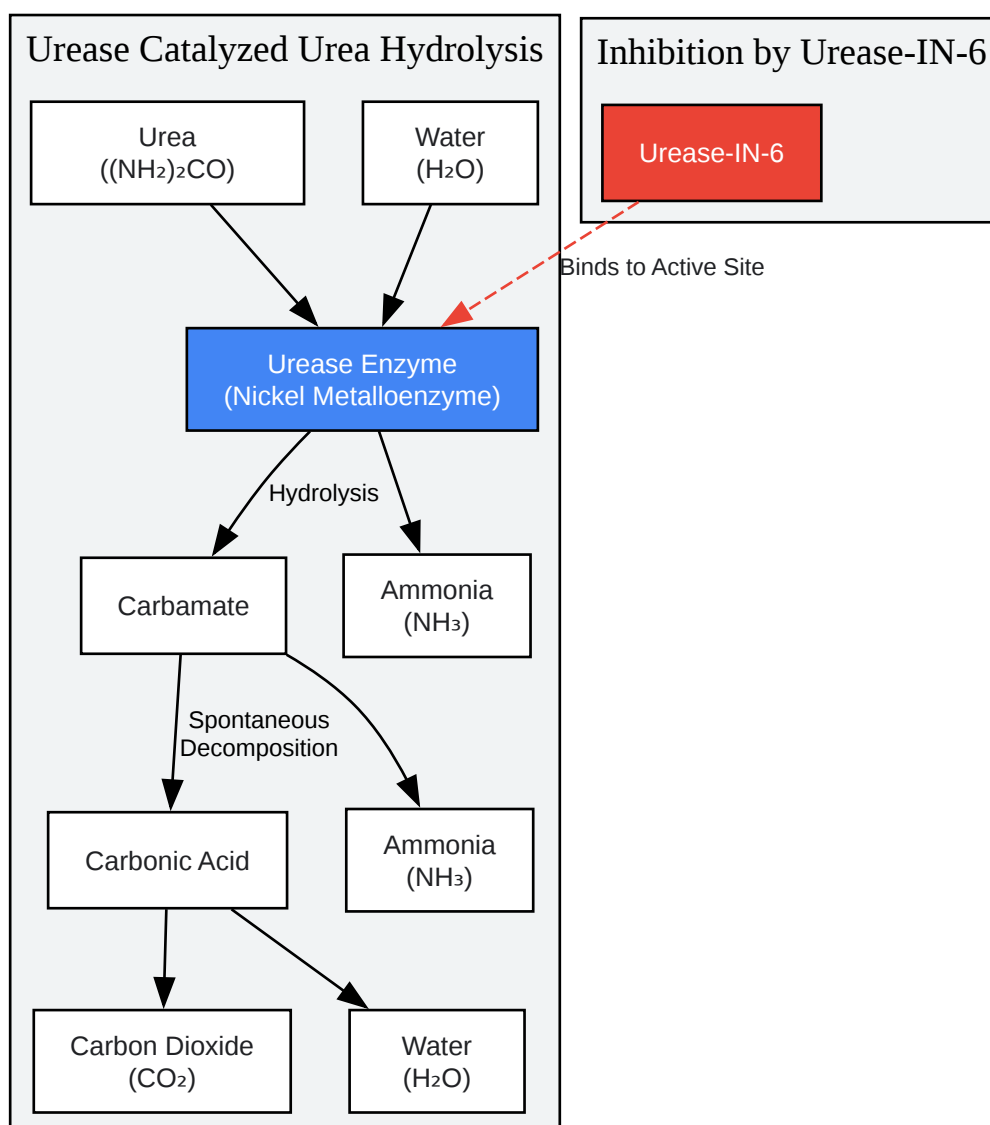 Urease Catalyzed Urea Hydrolysis
Urea
((NH₂)₂CO)
Water
(H₂O)
Inhibition by Urease-IN-6
Urease-IN-6
Binds to Active Site
Urease Enzyme
(Nickel Metalloenzyme)
Hydrolysis
Carbamate
Ammonia
(NH₃)
Spontaneous
Decomposition
Carbonic Acid
Ammonia
(NH₃)
Carbon Dioxide
(CO₂)
Water
(H₂O)